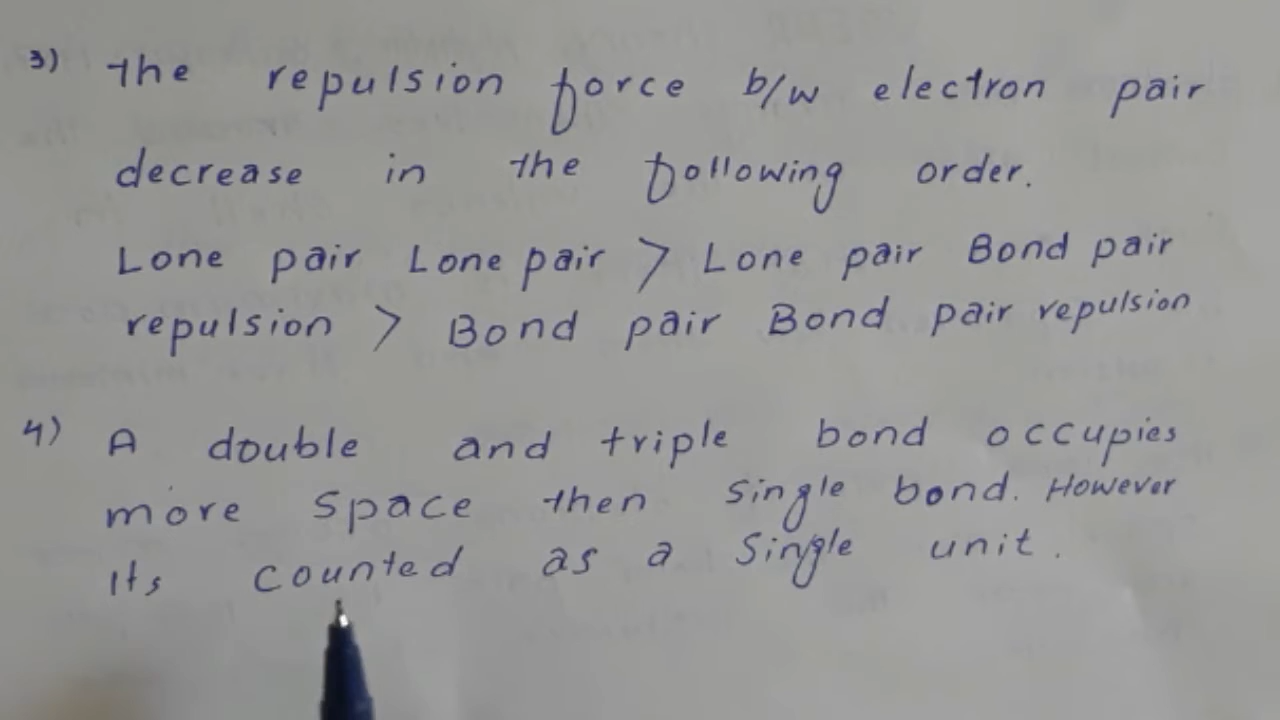 3) the repulsion force b/w electron pair
decrease in the following order.
Lone pair Lone pair > Lone pair Bond pair
repulsion > Bond pair Bond pair repulsion
4) A double and triple bond occupies
more space then single bond. However
Its counted as a single unit.